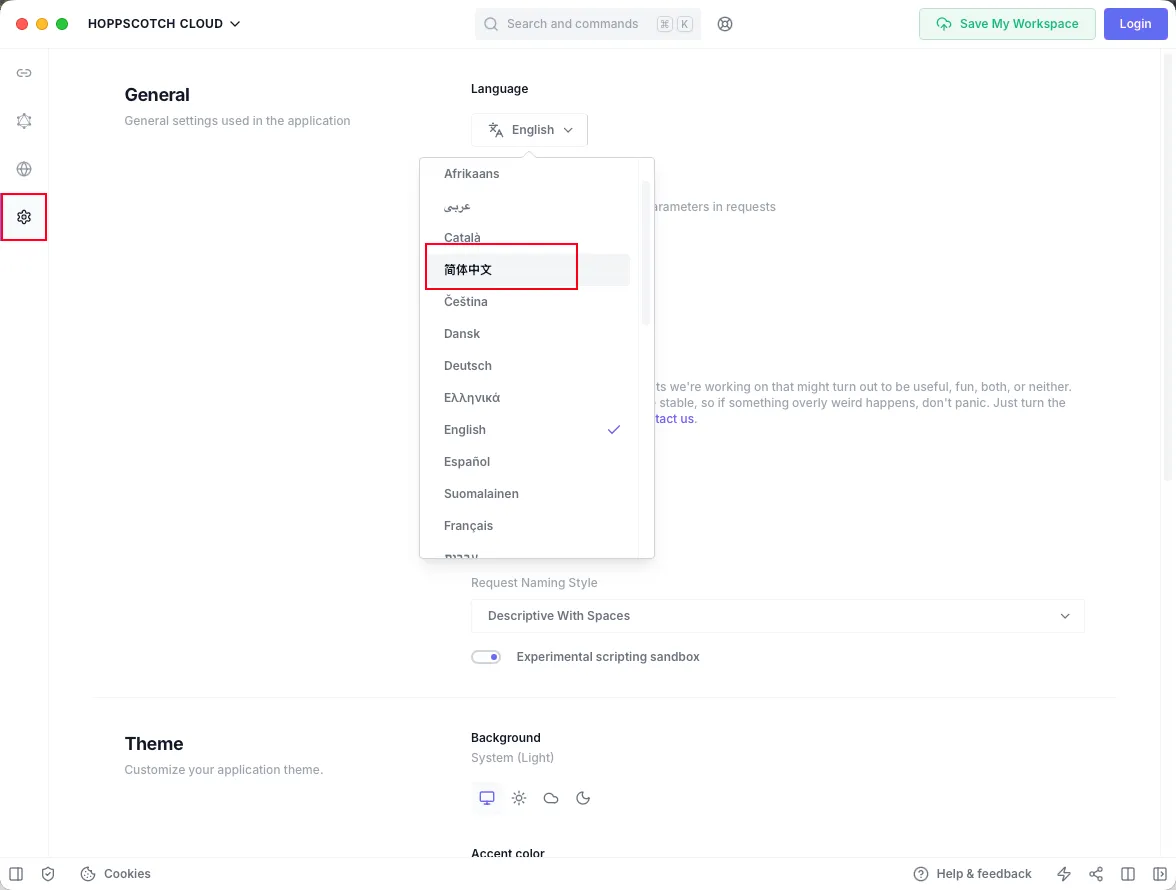 HOPPSCOTCH CLOUD
Search and commands ⌘ K
Save My Workspace
Login
General
General settings used in the application
Language
English
Afrikaans
عربى
Català
简体中文
Čeština
Dansk
Deutsch
Ελληνικά
English
Español
Suomalainen
Français
arameters in requests
ts we're working on that might turn out to be useful, fun, both, or neither.
stable, so if something overly weird happens, don't panic. Just turn the
tact us.
Request Naming Style
Descriptive With Spaces
Experimental scripting sandbox
Theme
Customize your application theme.
Background
System (Light)
Accent color
Cookies
Help & feedback